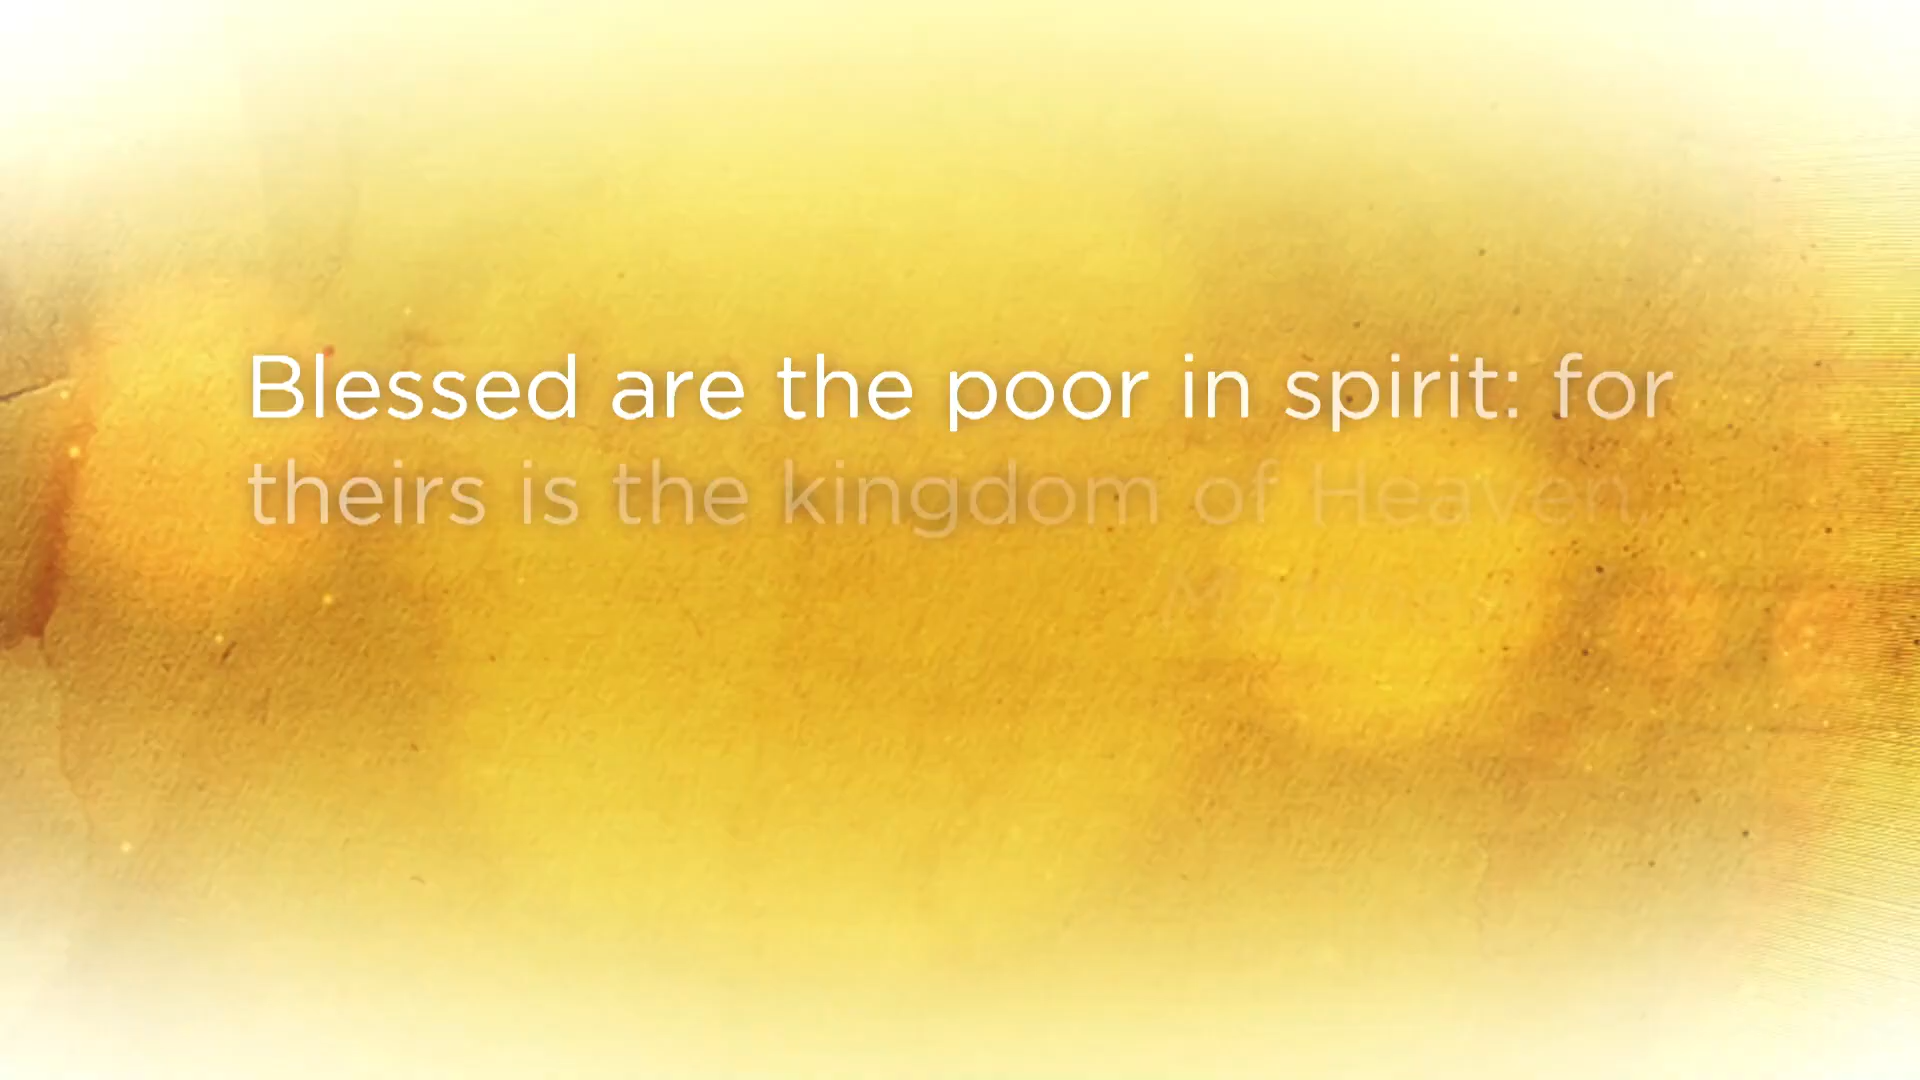 Blessed are the poor in spirit: for
theirs is the kingdom of Heaven.